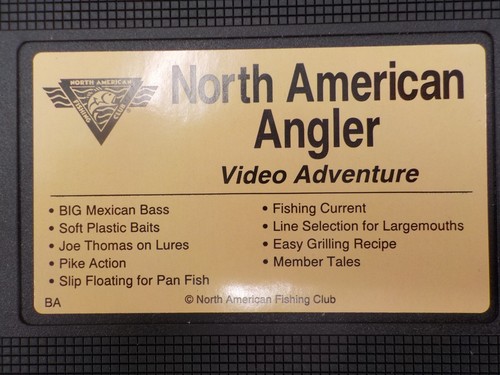 NORTH AMERICAN
FISHING CLUB
North American
Angler
Video Adventure
• BIG Mexican Bass
• Soft Plastic Baits
• Joe Thomas on Lures
• Pike Action
• Slip Floating for Pan Fish
• Fishing Current
• Line Selection for Largemouths
• Easy Grilling Recipe
• Member Tales
BA
© North American Fishing Club